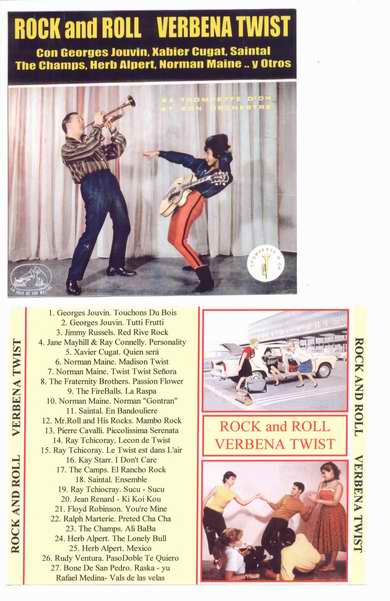 ROCK and ROLL VERBENA TWIST
Con Georges Jouvin, Xabier Cugat, Saintal
The Champs, Herb Alpert, Norman Maine .. y Otros
SA TROMPETTE D'OR
ET SON ORCHESTRE
1. Georges Jouvin. Touchons Du Bois
2. Georges Jouvin. Tutti Frutti
3. Jimmy Russels. Red Rive Rock
4. Jane Mayhill & Ray Connelly. Personality
5. Xavier Cugat. Quien será
6. Norman Maine. Madison Twist
7. Norman Maine. Twist Twist Señora
8. The Fraternity Brothers. Passion Flower
9. The FireBalls. La Raspa
10. Norman Maine. Norman "Gontran"
11. Saintal. En Bandouliere
12. Mr.Roll and His Rocks. Mambo Rock
13. Pierre Cavalli. Piccolissima Serenata
14. Ray Tchicoray, Lecon de Twist
15. Ray Tchicoray. Le Twist est dans L'air
16. Kay Starr. I Don't Care
17. The Camps. El Rancho Rock
18. Saintal. Ensemble
19. Ray Tchiocray. Sucu - Sucu
20. Jean Renard - Ki Koi Kou
21. Floyd Robinson. You're Mine
22. Ralph Marterie. Preted Cha Cha
23. The Champs. Ali BaBa
24. Herb Alpert. The Lonely Bull
25. Herb Alpert. Mexico
26. Rudy Ventura. PasoDoble Te Quiero
27. Bone De San Pedro. Raska - yu
Rafael Medina- Vals de las velas
ROCK AND ROLL VERBENA TWIST
ROCK and ROLL
VERBENA TWIST
ROCK AND ROLL VERBENA TWIST